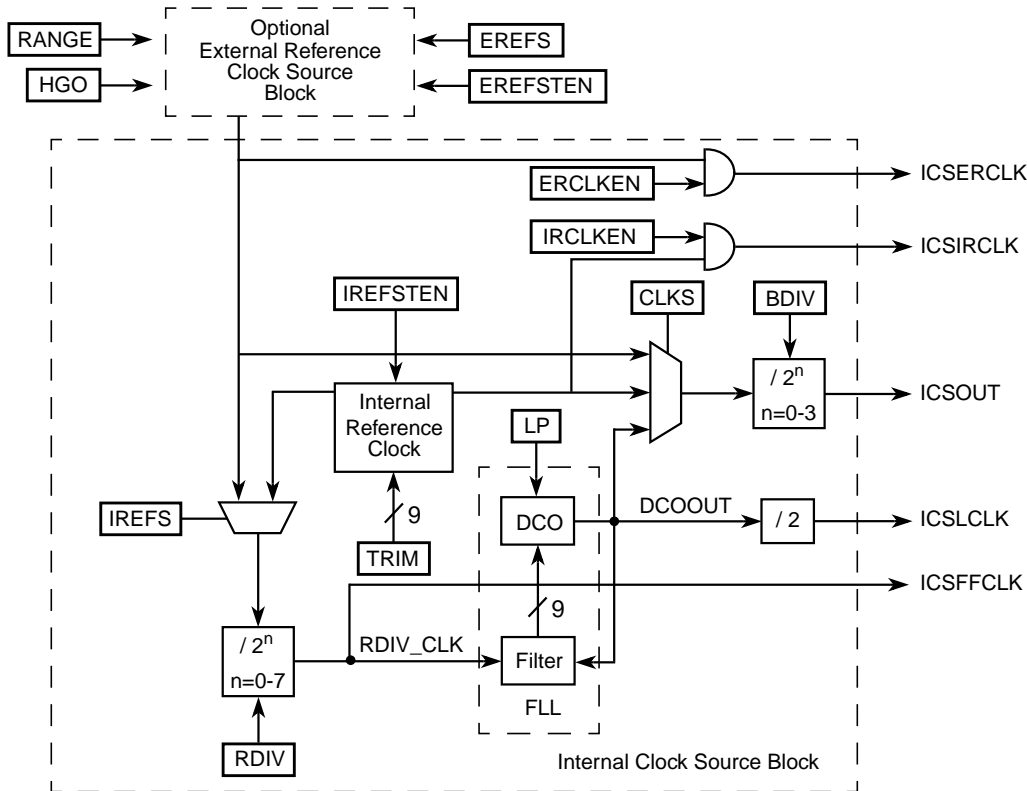 RANGE
HGO
Optional
External Reference
Clock Source
Block
EREFS
EREFSTEN
ERCLKEN
ICSERCLK
IRCLKEN
ICSIRCLK
IREFSTEN
CLKS
BDIV
Internal
Reference
Clock
/ 2ⁿ
n=0-3
ICSOUT
LP
IREFS
9
TRIM
DCO
DCOOUT
/ 2
ICSLCLK
ICSFFCLK
9
/ 2ⁿ
n=0-7
RDIV_CLK
Filter
FLL
RDIV
Internal Clock Source Block